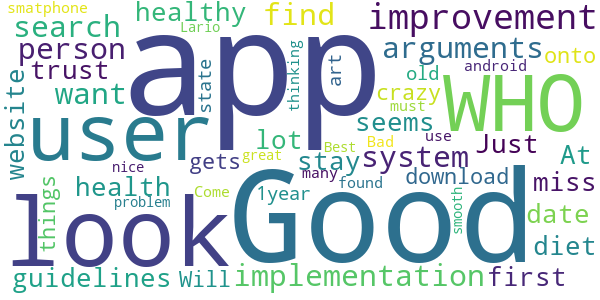 smatphone
healthy
find
improvement
search
Lario
app
person
arguments
onto
trust
state
thinking
art
old
android
want
crazy
WHO
website
user
lot
seems
must
Just
At
gets
stay
Best
Bad
use
system
great
nice
many
download
miss
things
health
look
Good
found
smooth
problem
Come
1year
date
diet
guidelines
Will
implementation
first